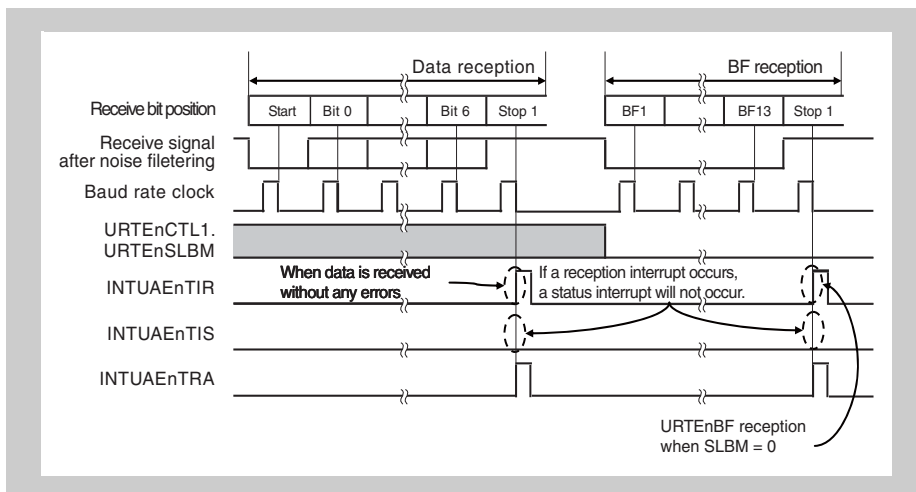 Data reception
BF reception
Receive bit position
Start
Bit 0
Bit 6
Stop 1
BF1
BF13
Stop 1
Receive signal
after noise filetering
Baud rate clock
URTEnCTL1.
URTEnSLBM
INTUAEnTIR
When data is received
without any errors
If a reception interrupt occurs,
a status interrupt will not occur.
INTUAEnTIS
INTUAEnTRA
URTEnBF reception
when SLBM = 0